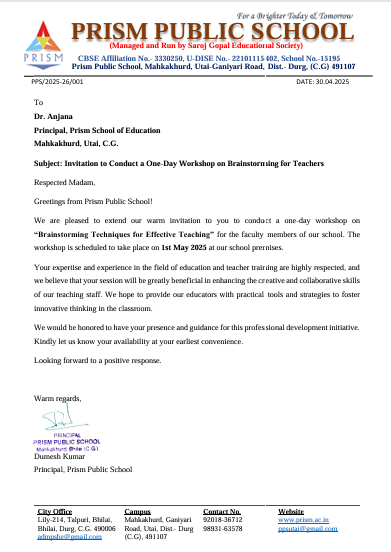 For a Brighter Today & Tomorrow
PRISM PUBLIC SCHOOL
(Managed and Run by Saroj Gopal Educational Society)
CBSE Affiliation No.- 3330250, U-DISE No.- 22101115402, School No.-15195
Prism Public School, Mahkakhurd, Utai-Ganiyari Road, Dist.- Durg, (C.G) 491107
PRISM
PPS/2025-26/001 DATE: 30.04.2025
To
Dr. Anjana
Principal, Prism School of Education
Mahkakhurd, Utai, C.G.
Subject: Invitation to Conduct a One-Day Workshop on Brainstorming for Teachers
Respected Madam,
Greetings from Prism Public School!
We are pleased to extend our warm invitation to you to conduct a one-day workshop on
“Brainstorming Techniques for Effective Teaching” for the faculty members of our school. The
workshop is scheduled to take place on 1st May 2025 at our school premises.
Your expertise and experience in the field of education and teacher training are highly respected, and
we believe that your session will be greatly beneficial in enhancing the creative and collaborative skills
of our teaching staff. We hope to provide our educators with practical tools and strategies to foster
innovative thinking in the classroom.
We would be honored to have your presence and guidance for this professional development initiative.
Kindly let us know your availability at your earliest convenience.
Looking forward to a positive response.
Warm regards,
PRINCIPAL
PRISM PUBLIC SCHOOL
Mahkakhurd (C.G)
Dumesh Kumar
Principal, Prism Public School
City Office
Lily-214, Talpuri, Bhilai,
Bhilai, Durg, C.G. 490006
admpshe@gmail.com
Campus
Mahkakhurd, Ganiyari
Road, Utai, Dist.- Durg
(C.G), 491107
Contact No.
92018-36712
98931-63578
Website
www.prism.ac.in
ppsutai@gmail.com